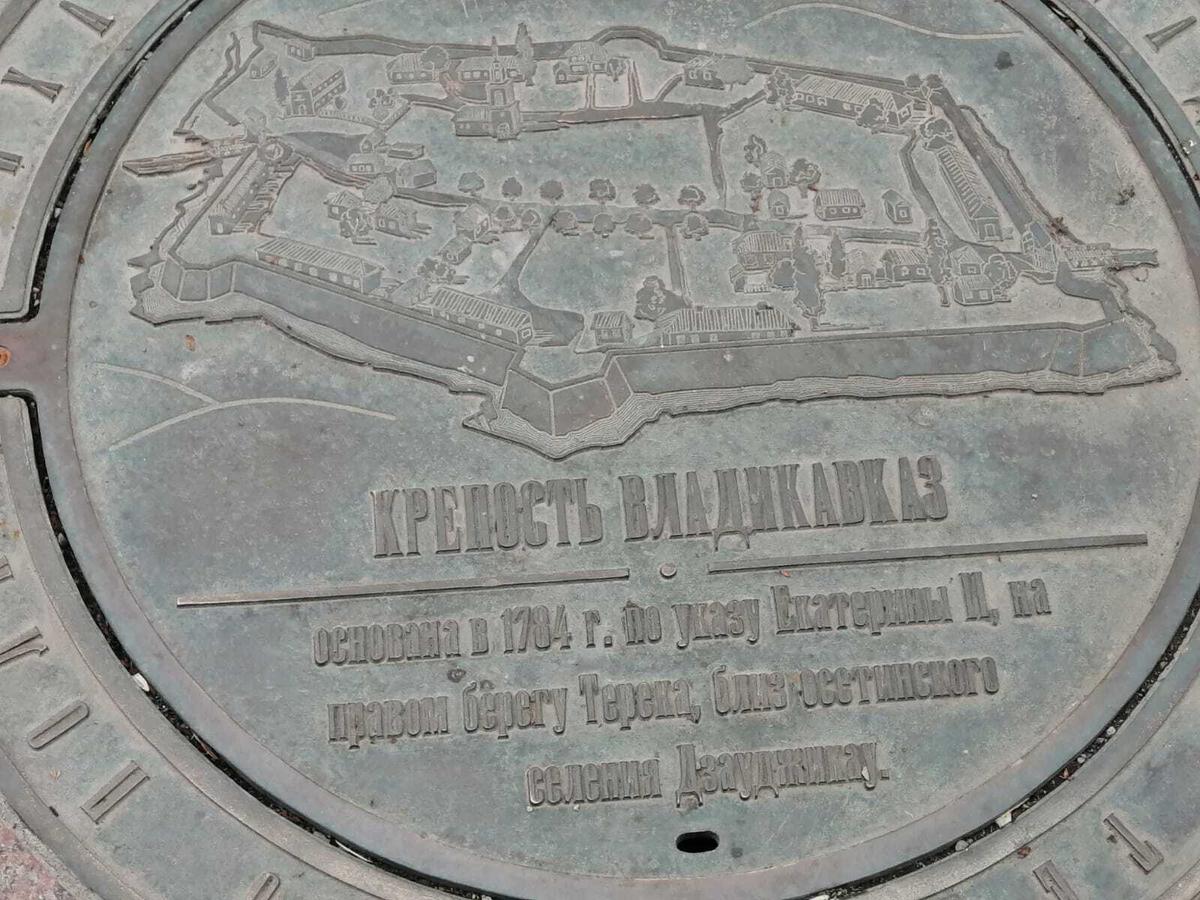 КРЕПОСТЬ ВЛАДИКАВКАЗ
основана в 1784 г. по указу Екатерины II, на
правом берегу Терека, близ осетинского
селения Дзауджикау.